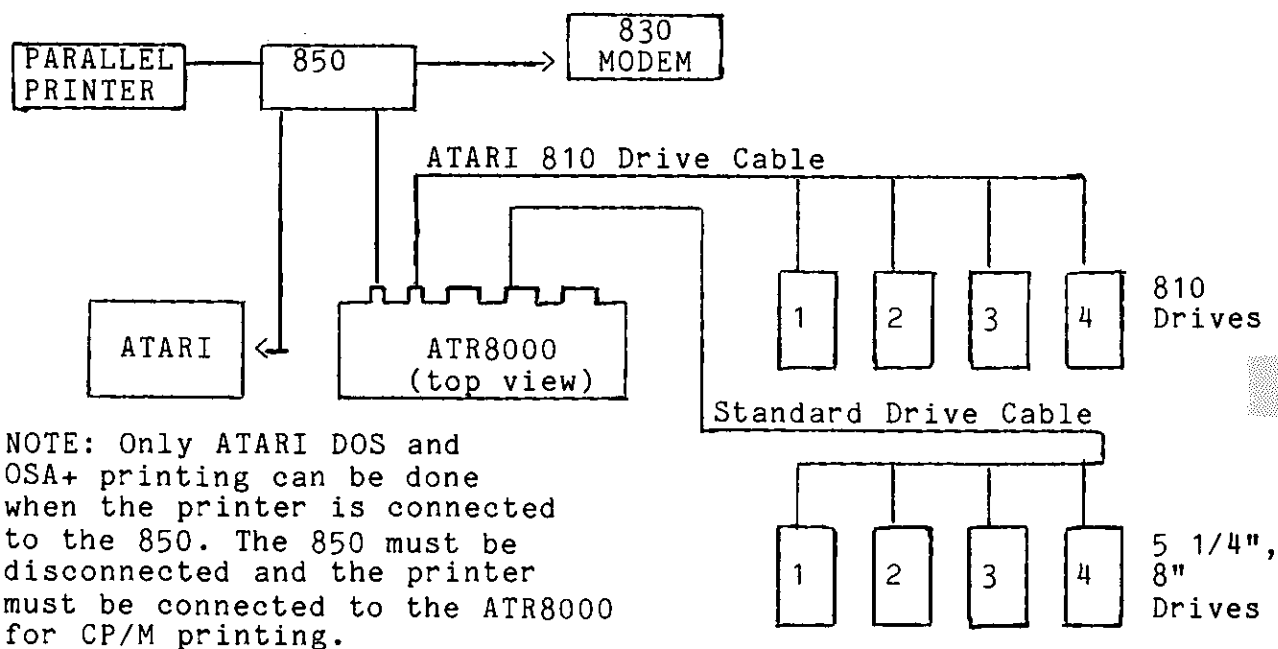 PARALLEL
PRINTER
850
830
MODEM
ATARI 810 Drive Cable
1
2
3
4
810
Drives
ATARI
ATR8000
(top view)
Standard Drive Cable
1
2
3
4
5 1/4",
8"
Drives
NOTE: Only ATARI DOS and
OSA+ printing can be done
when the printer is connected
to the 850. The 850 must be
disconnected and the printer
must be connected to the ATR8000
for CP/M printing.